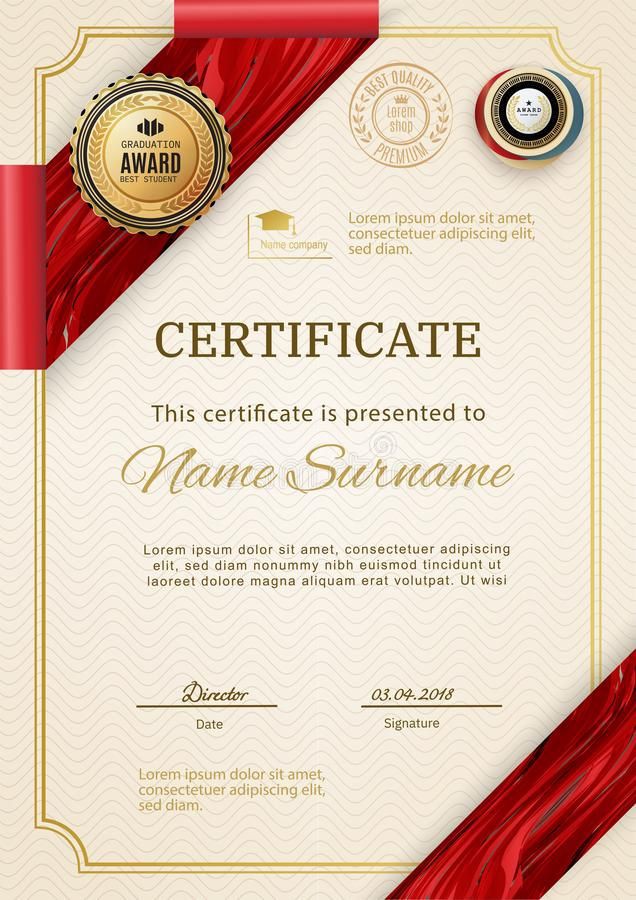 GRADUATION
AWARD
BEST STUDENT
BEST QUALITY
Lorem
shop
PREMIUM
AWARD
Name company
Lorem ipsum dolor sit amet,
consectetuer adipiscing elit,
sed diam.
CERTIFICATE
This certificate is presented to
Name Surname
Lorem ipsum dolor sit amet, consectetuer adipiscing
elit, sed diam nonummy nibh euismod tincidunt ut
laoreet dolore magna aliquam erat volutpat. Ut wisi
Director
03.04.2018
Date
Signature
Lorem ipsum dolor sit amet,
consectetuer adipiscing elit,
sed diam.